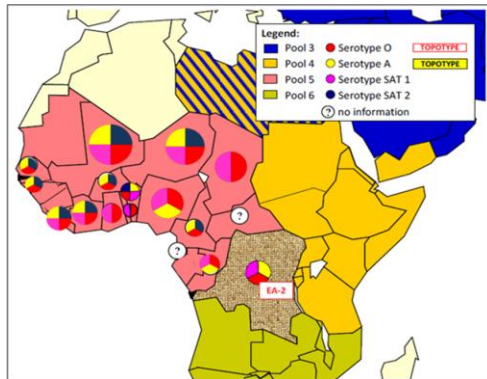 Legend:
Pool 3 Serotype O TOPOTYPE
Pool 4 Serotype A TOPOTYPE
Pool 5 Serotype SAT 1
Pool 6 Serotype SAT 2
? no information
?
?
EA-2